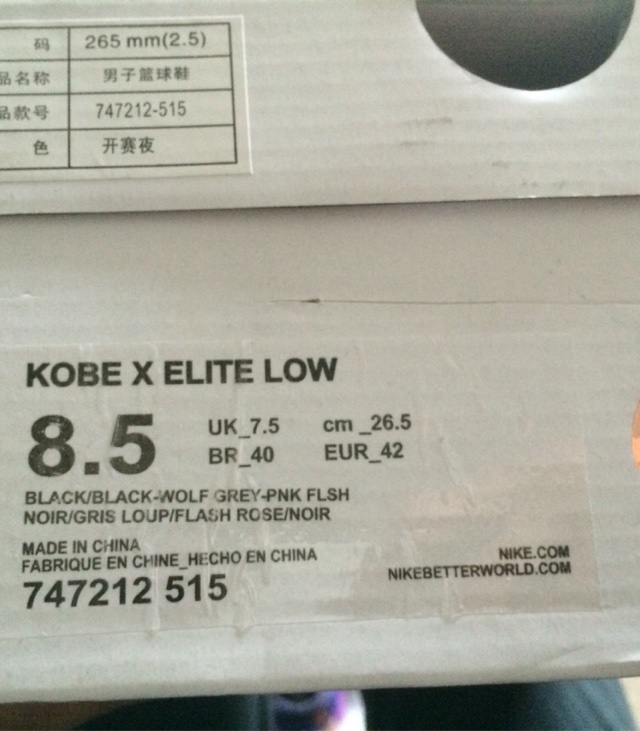 码 265 mm(2.5)
品名称 男子篮球鞋
品款号 747212-515
色 开赛夜
KOBE X ELITE LOW
8.5 UK_7.5 cm _26.5
BR_40 EUR_42
BLACK/BLACK-WOLF GREY-PNK FLSH
NOIR/GRIS LOUP/FLASH ROSE/NOIR
MADE IN CHINA
FABRIQUE EN CHINE_HECHO EN CHINA
747212 515
NIKE.COM
NIKEBETTERWORLD.COM